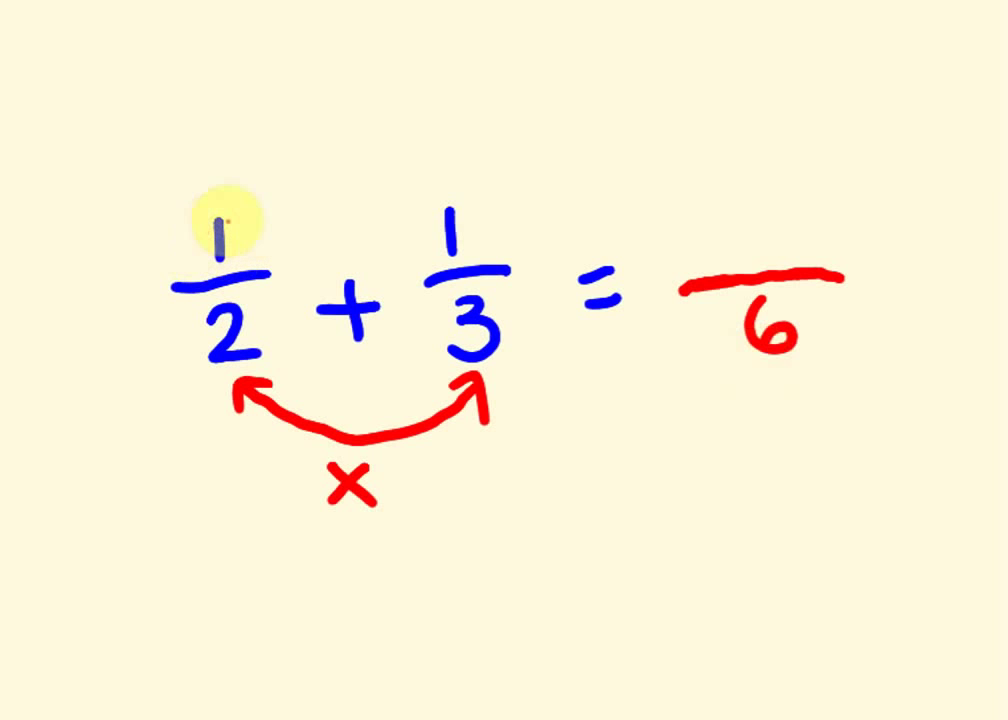 1/2 + 1/3 = /6
×